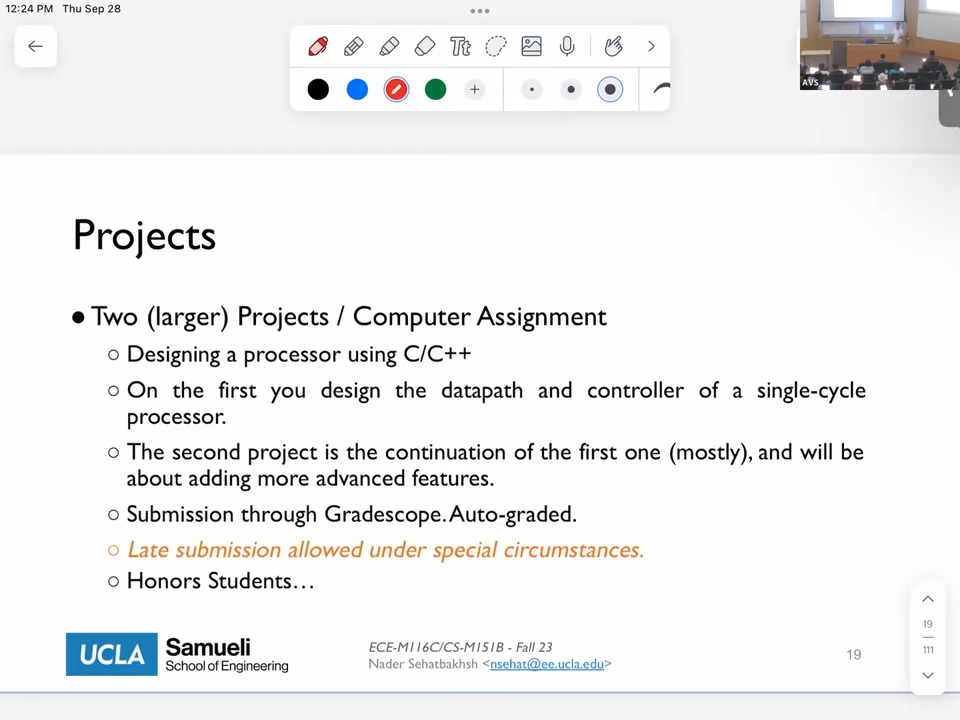 12:24 PM Thu Sep 28
Tt
AVS
Projects
● Two (larger) Projects / Computer Assignment
○ Designing a processor using C/C++
○ On the first you design the datapath and controller of a single-cycle
processor.
○ The second project is the continuation of the first one (mostly), and will be
about adding more advanced features.
○ Submission through Gradescope. Auto-graded.
○ Late submission allowed under special circumstances.
○ Honors Students…
UCLA Samueli
School of Engineering
ECE-M116C/CS-M151B - Fall 23
Nader Sehatbakhsh <nsehat@ee.ucla.edu>
19
19
111